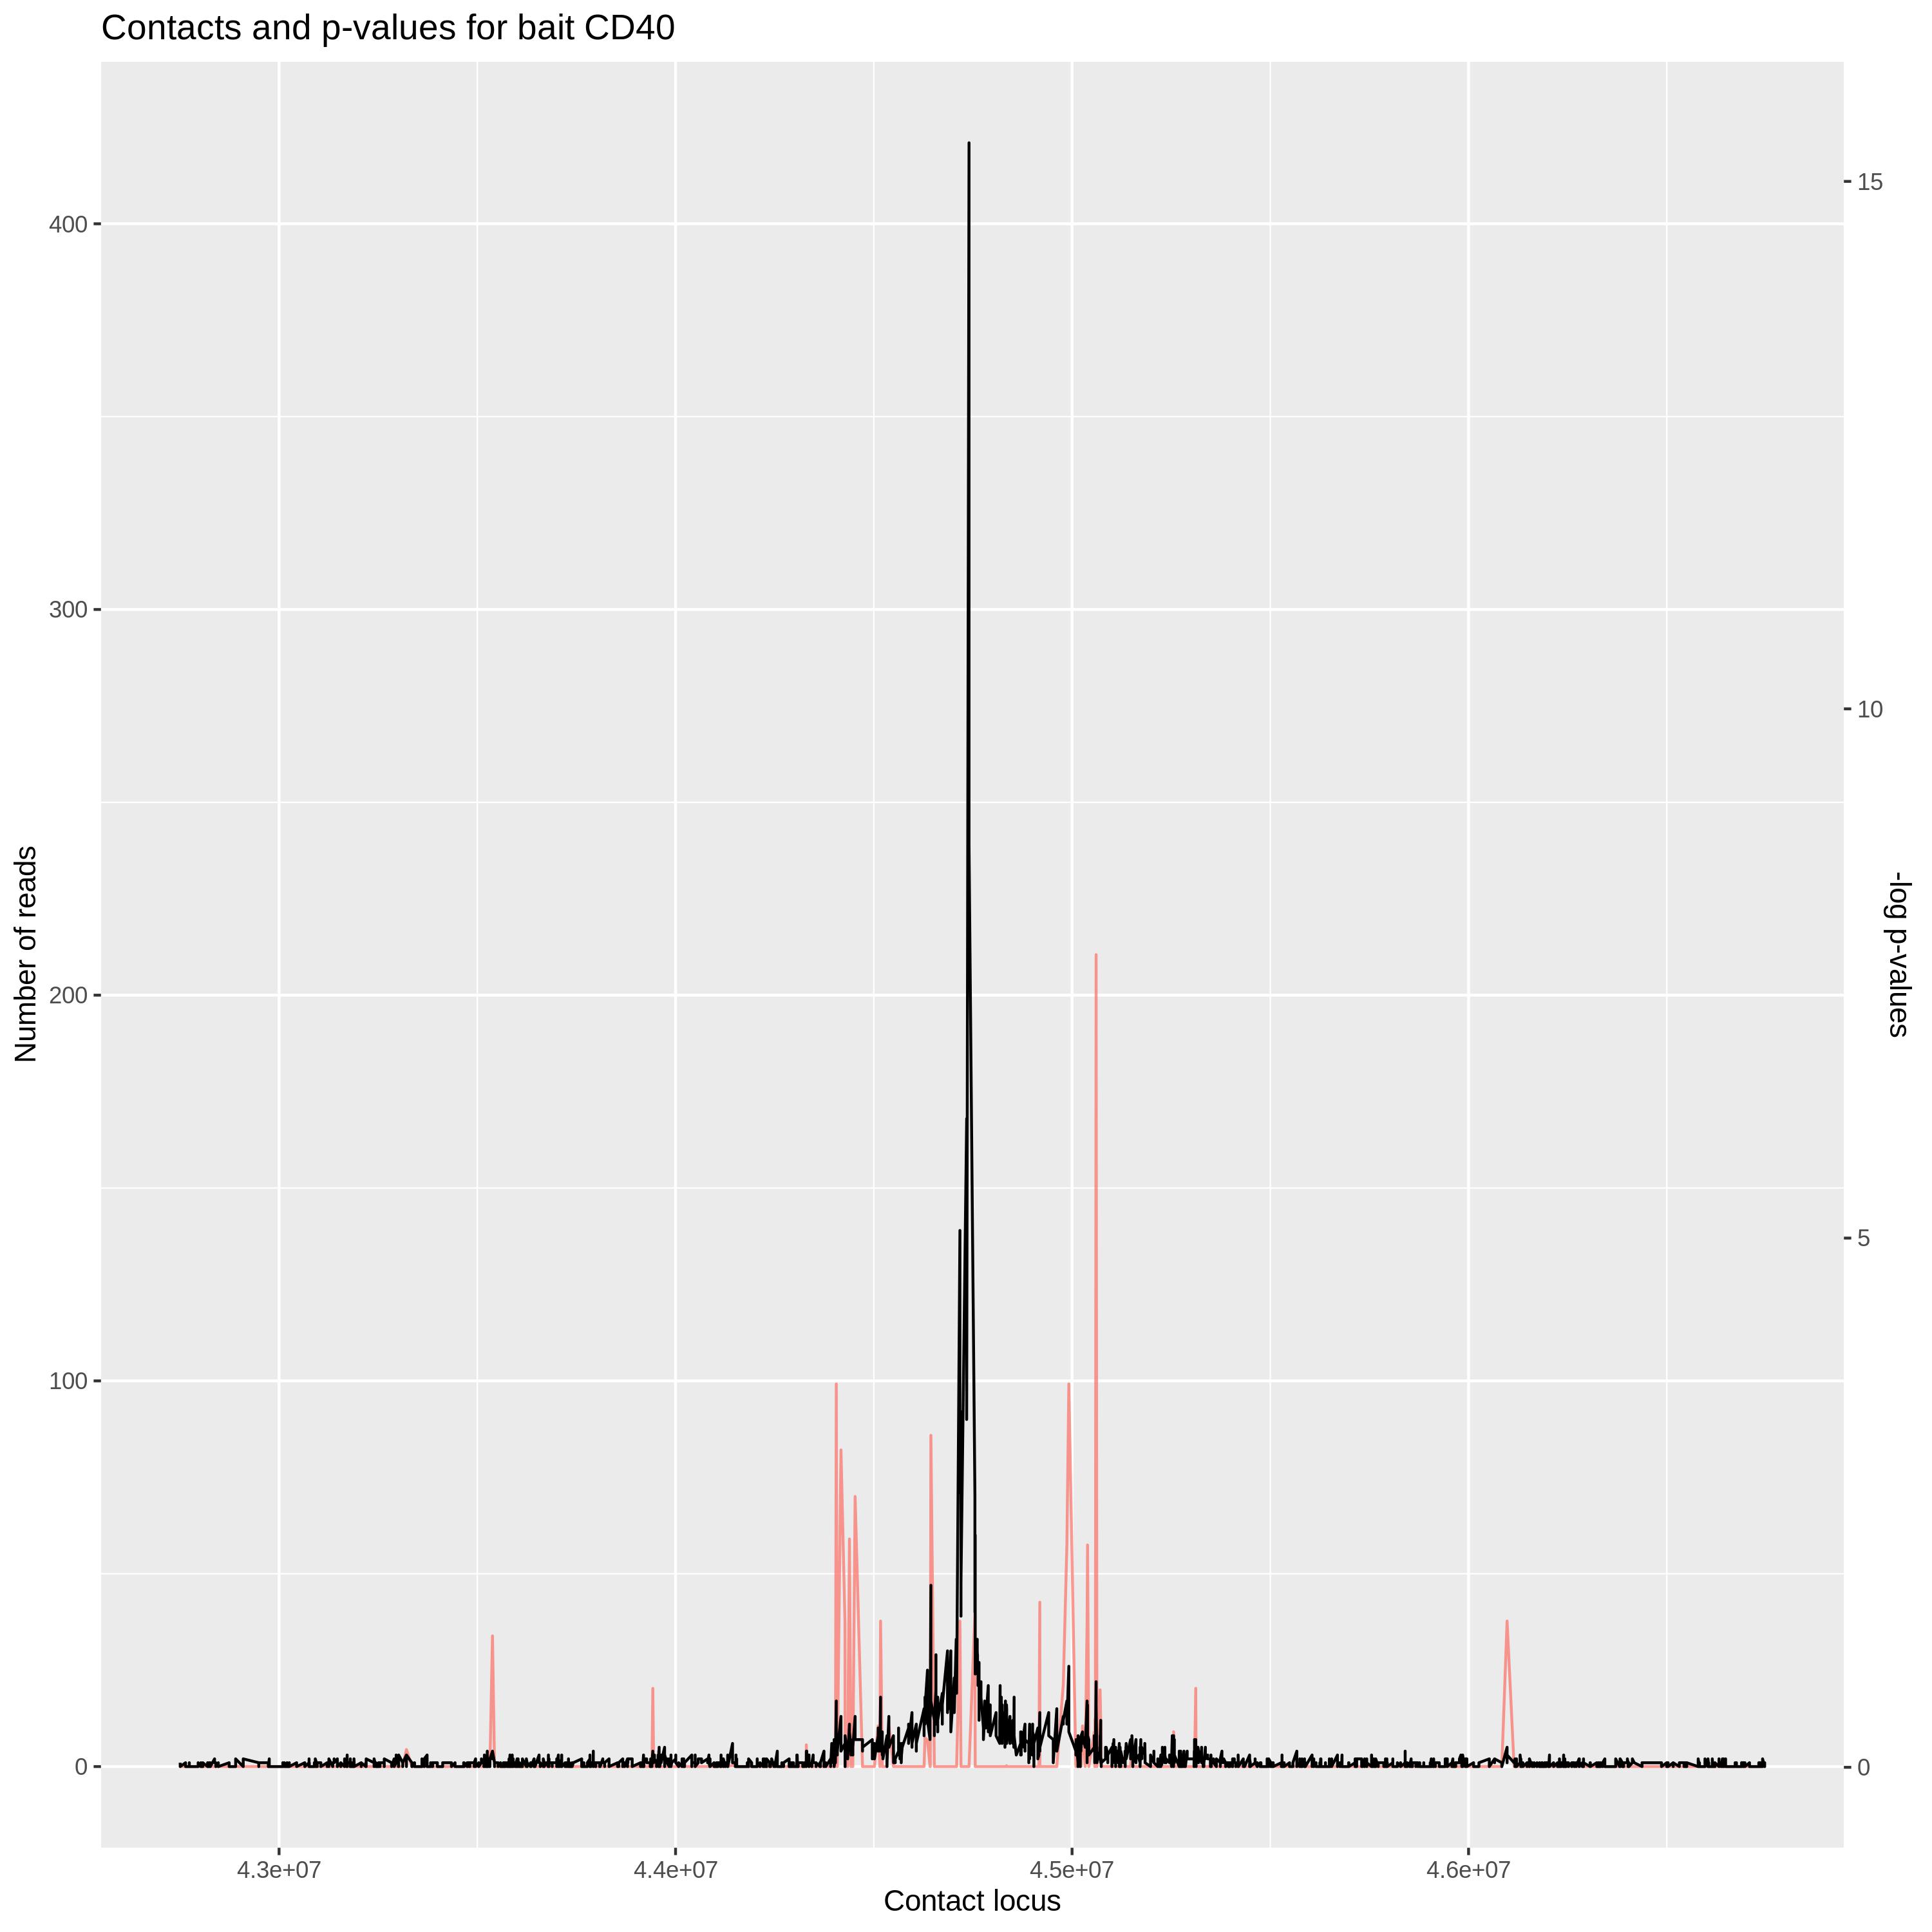 Contacts and p-values for bait CD40
400
300
200
100
0
Number of reads
15
10
5
0
-log p-values
4.3e+07
4.4e+07
4.5e+07
4.6e+07
Contact locus